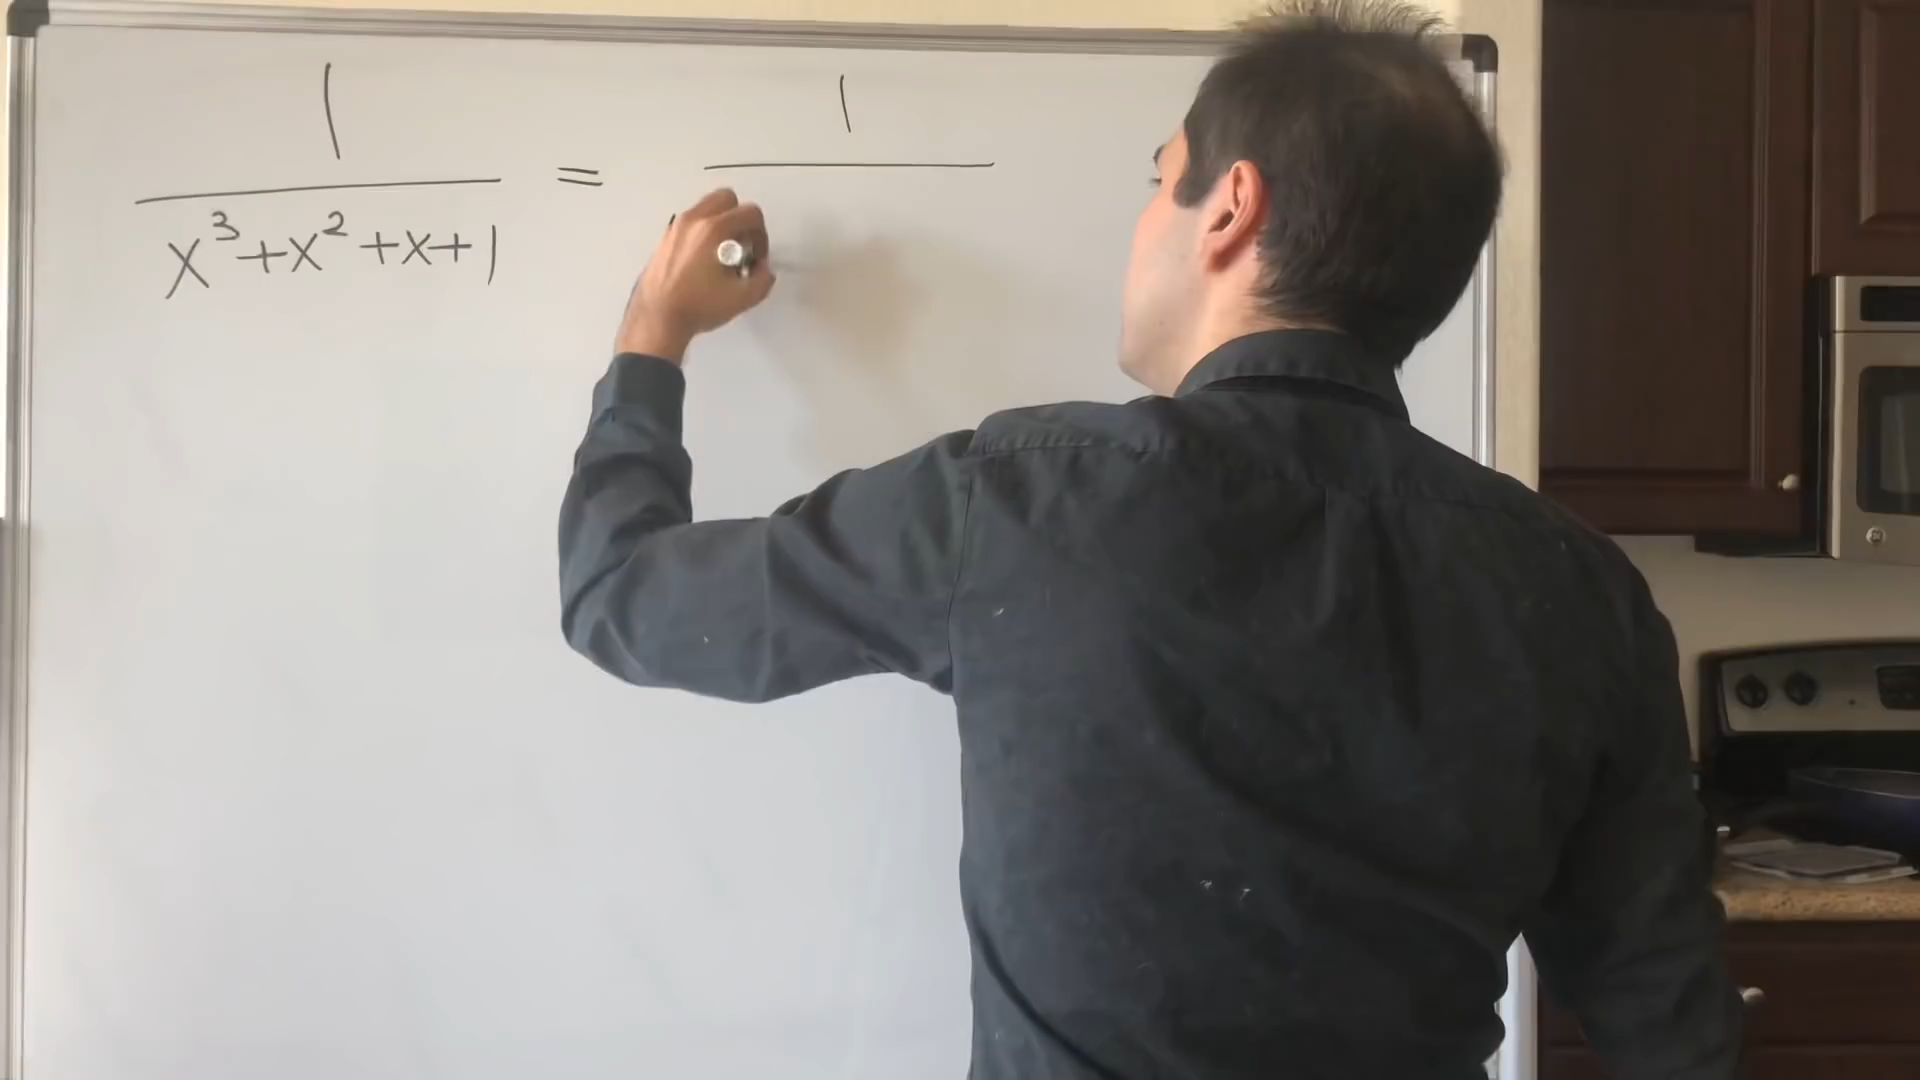 1 / (x³+x²+x+1) = 1 /